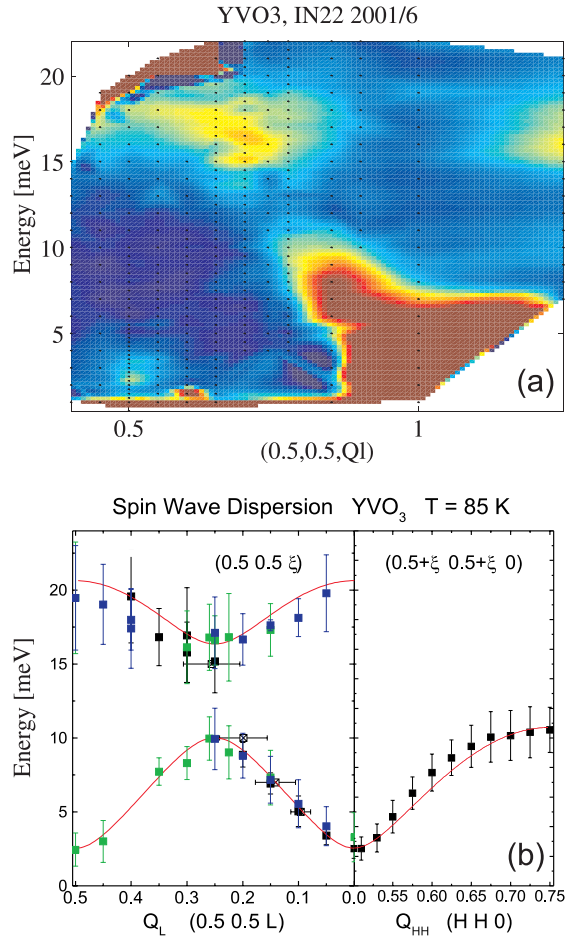 YVO3, IN22 2001/6
20
15
10
5
Energy [meV]
(a)
0.5
1
(0.5,0.5,Ql)
Spin Wave Dispersion YVO₃ T = 85 K
(0.5 0.5 ξ)
(0.5+ξ 0.5+ξ 0)
20
15
10
5
0
Energy [meV]
(b)
0.5
0.4
0.3
0.2
0.1
0.0
0.55
0.60
0.65
0.70
0.75
Q_L (0.5 0.5 L)
Q_HH (H H 0)